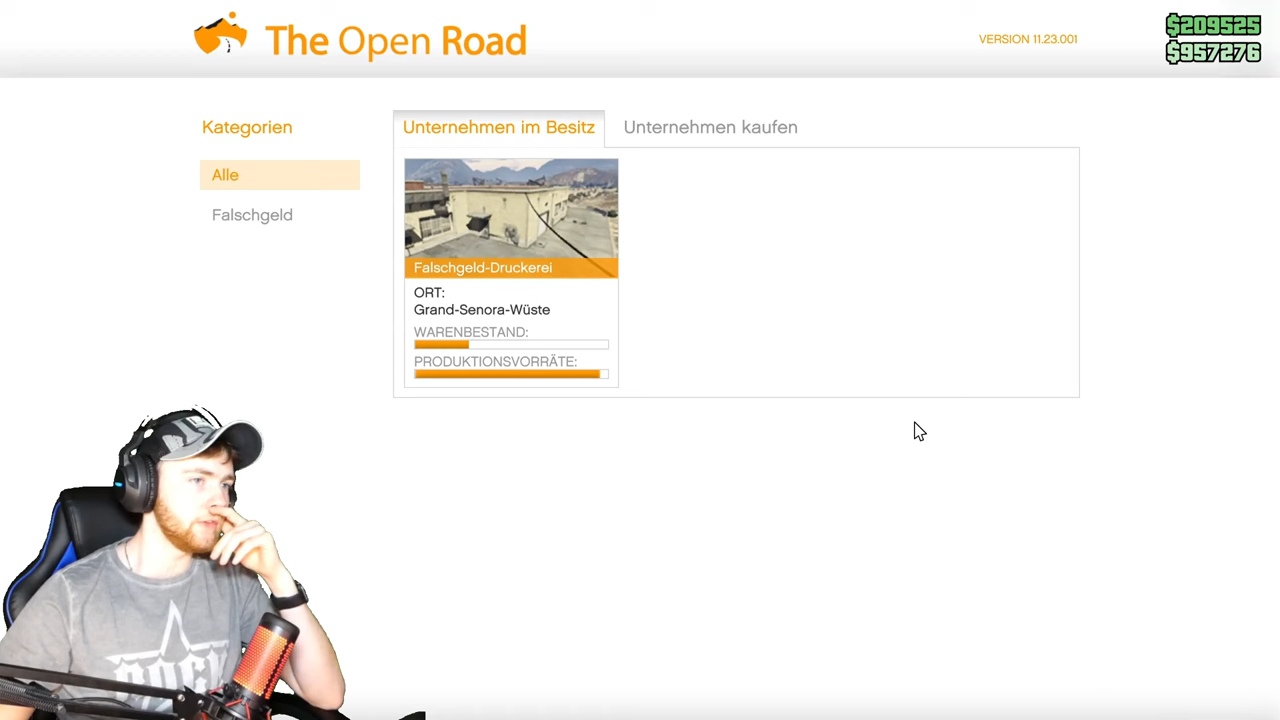 The Open Road
VERSION 11.23.001
$209525
$957276
Kategorien
Alle
Falschgeld
Unternehmen im Besitz
Unternehmen kaufen
Falschgeld-Druckerei
ORT:
Grand-Senora-Wüste
WARENBESTAND:
PRODUKTIONSVORRÄTE: